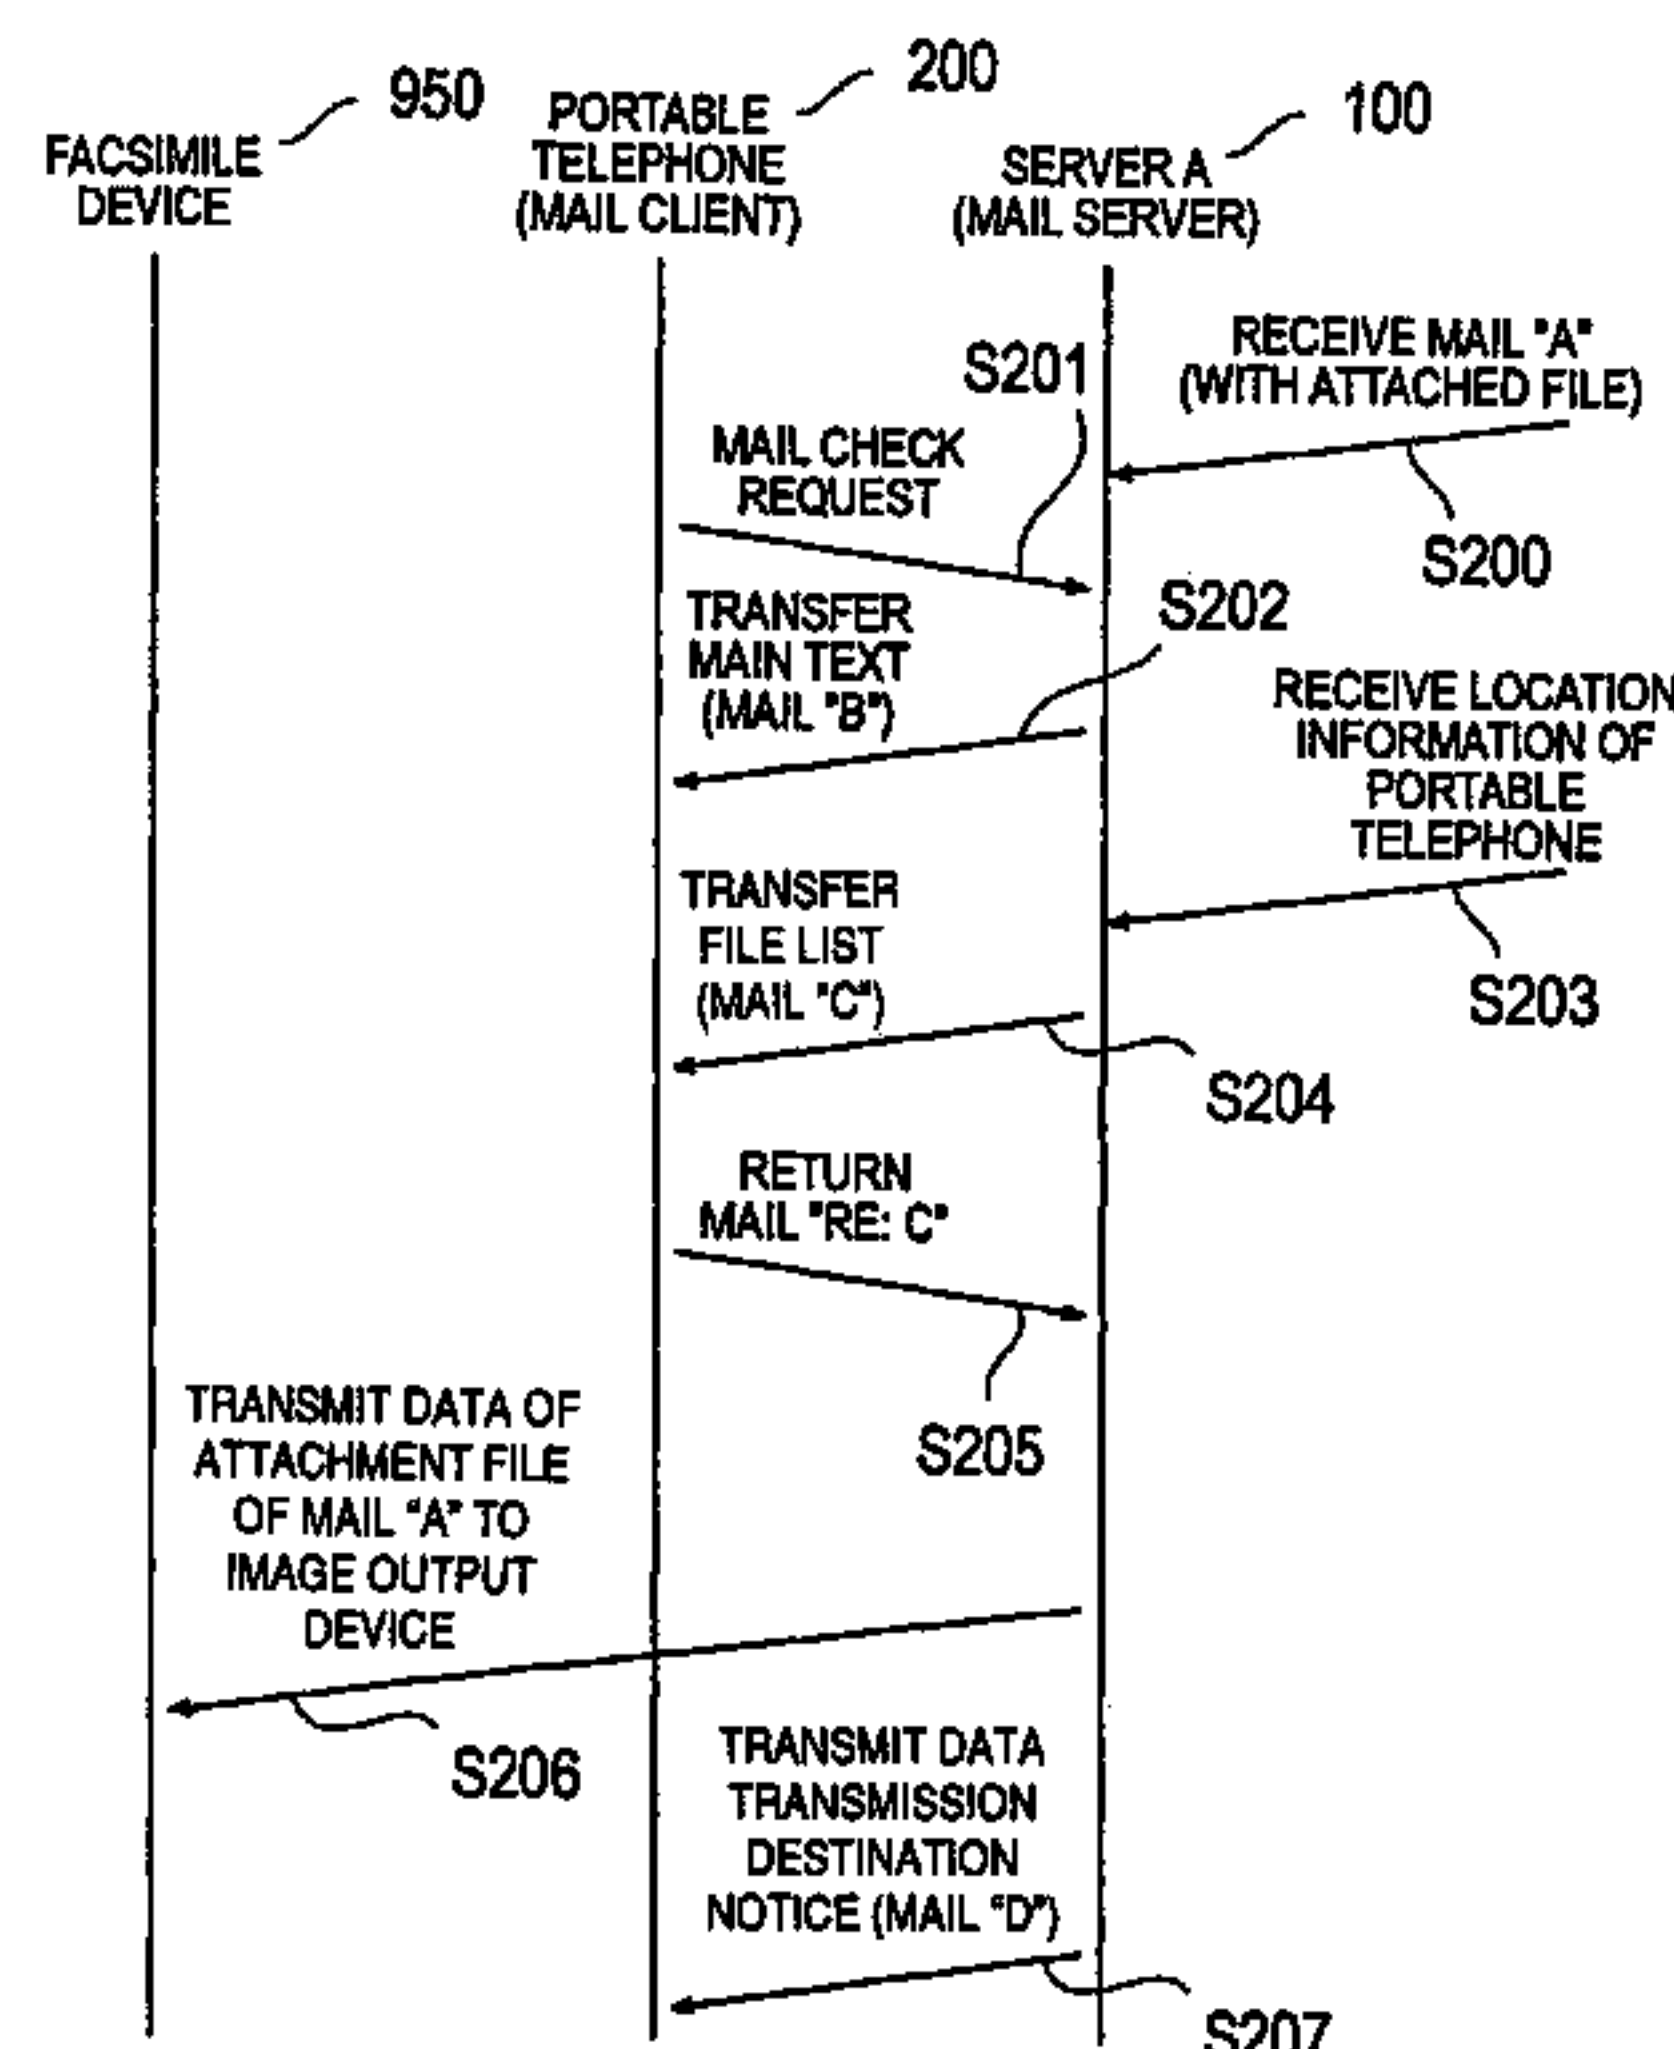 950
FACSIMILE
DEVICE
200
PORTABLE
TELEPHONE
(MAIL CLIENT)
100
SERVER A
(MAIL SERVER)
RECEIVE MAIL "A"
(WITH ATTACHED FILE)
S200
S201
MAIL CHECK
REQUEST
S202
TRANSFER
MAIN TEXT
(MAIL "B")
RECEIVE LOCATION
INFORMATION OF
PORTABLE
TELEPHONE
S203
TRANSFER
FILE LIST
(MAIL "C")
S204
RETURN
MAIL "RE: C"
S205
TRANSMIT DATA OF
ATTACHMENT FILE
OF MAIL "A" TO
IMAGE OUTPUT
DEVICE
S206
TRANSMIT DATA
TRANSMISSION
DESTINATION
NOTICE (MAIL "D")
S207